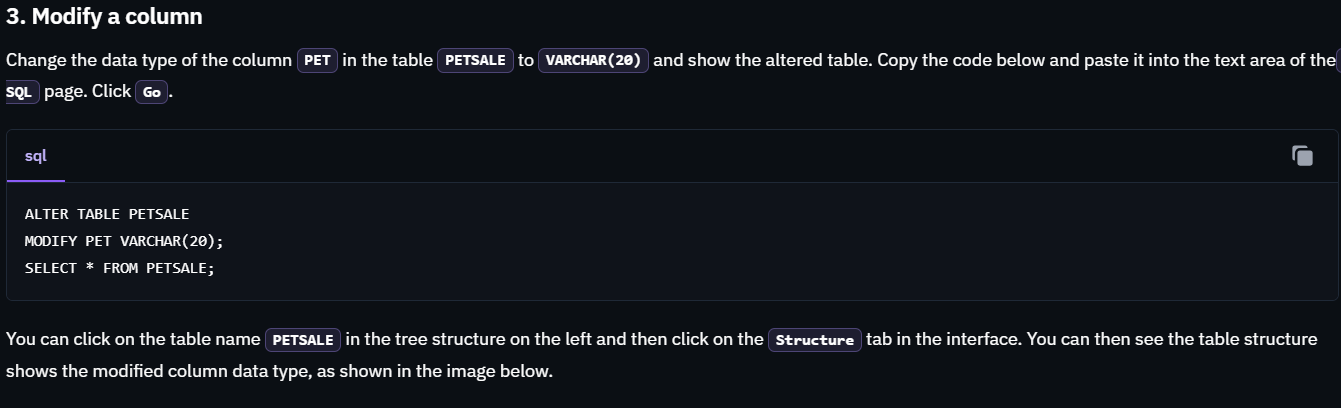 3. Modify a column
Change the data type of the column PET in the table PETSALE to VARCHAR(20) and show the altered table. Copy the code below and paste it into the text area of the
SQL page. Click Go.
sql
ALTER TABLE PETSALE
MODIFY PET VARCHAR(20);
SELECT * FROM PETSALE;
You can click on the table name PETSALE in the tree structure on the left and then click on the Structure tab in the interface. You can then see the table structure
shows the modified column data type, as shown in the image below.